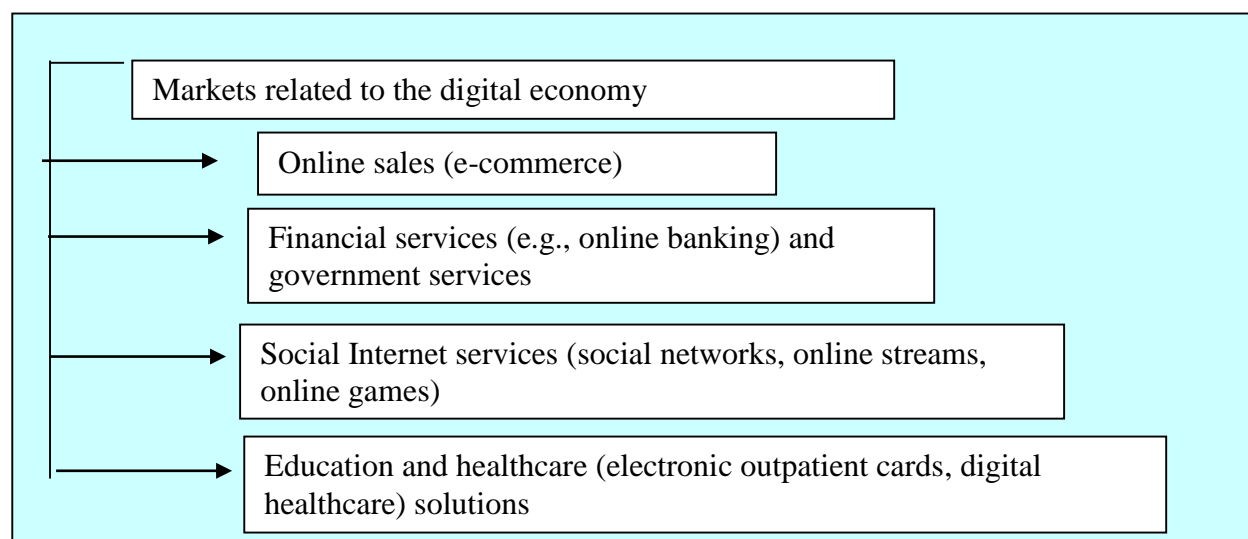 Markets related to the digital economy
Online sales (e-commerce)
Financial services (e.g., online banking) and
government services
Social Internet services (social networks, online streams,
online games)
Education and healthcare (electronic outpatient cards, digital
healthcare) solutions